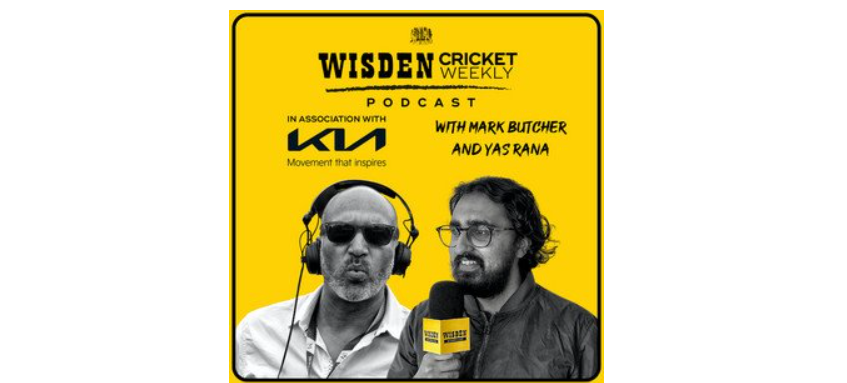 WISDEN CRICKET WEEKLY
PODCAST
IN ASSOCIATION WITH
KIA
Movement that inspires
WITH MARK BUTCHER
AND YAS RANA
WISDEN